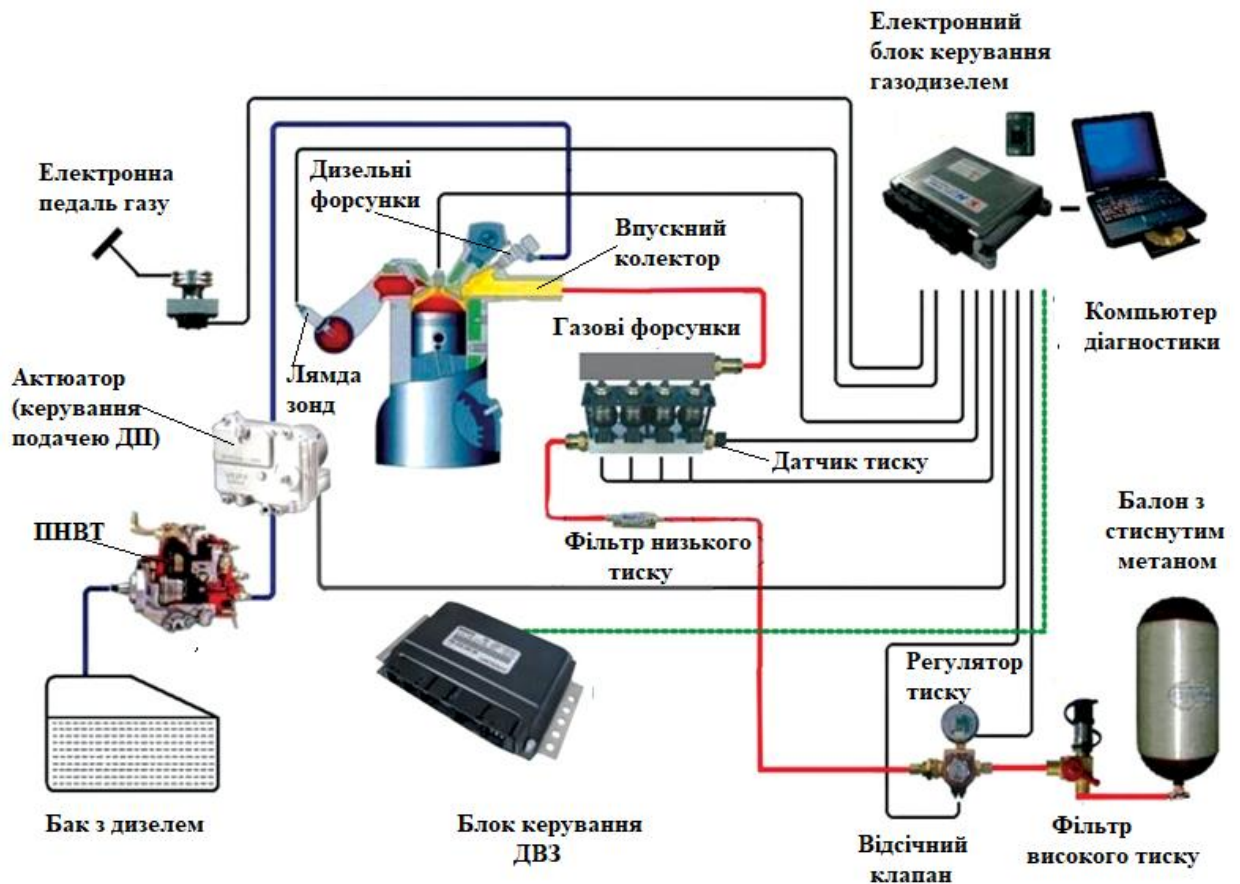 Електронний
блок керування
газодизелем
Дизельні
форсунки
Електронна
педаль газу
Впускний
колектор
Газові форсунки
Компьютер
діагностики
Актюатор
(керування
подачею ДП)
Лямда
зонд
Датчик тиску
Балон з
стиснутим
метаном
ПНВТ
Фільтр низького
тиску
Регулятор
тиску
Бак з дизелем
Блок керування
ДВЗ
Відсічний
клапан
Фільтр
високого тиску